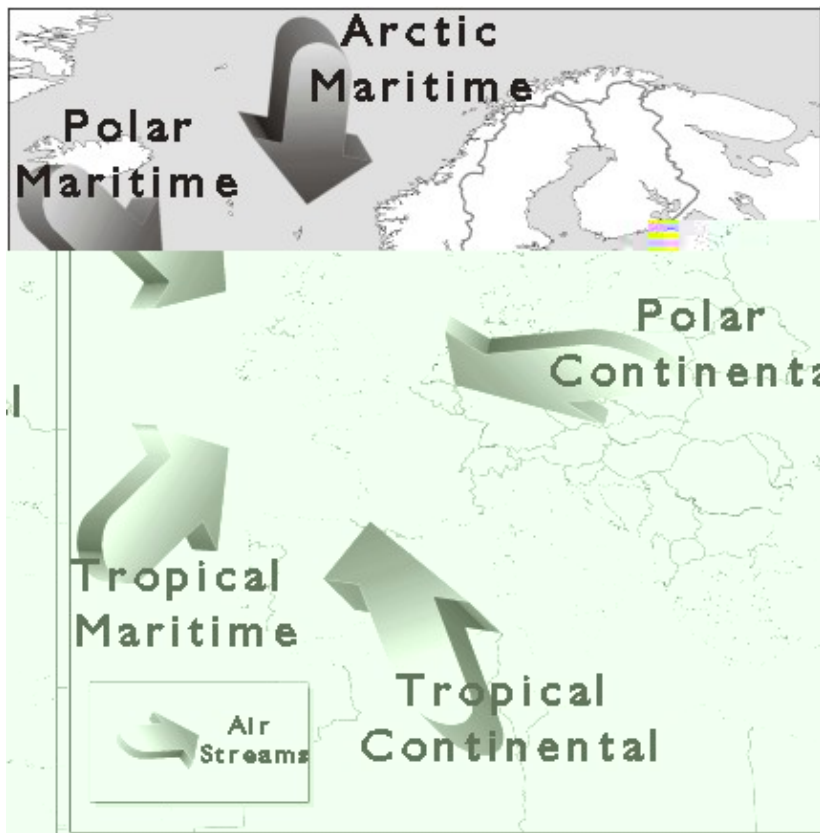 Arctic
Maritime
Polar
Maritime
Polar
Continenta
Tropical
Maritime
Tropical
Continental
Air
Streams